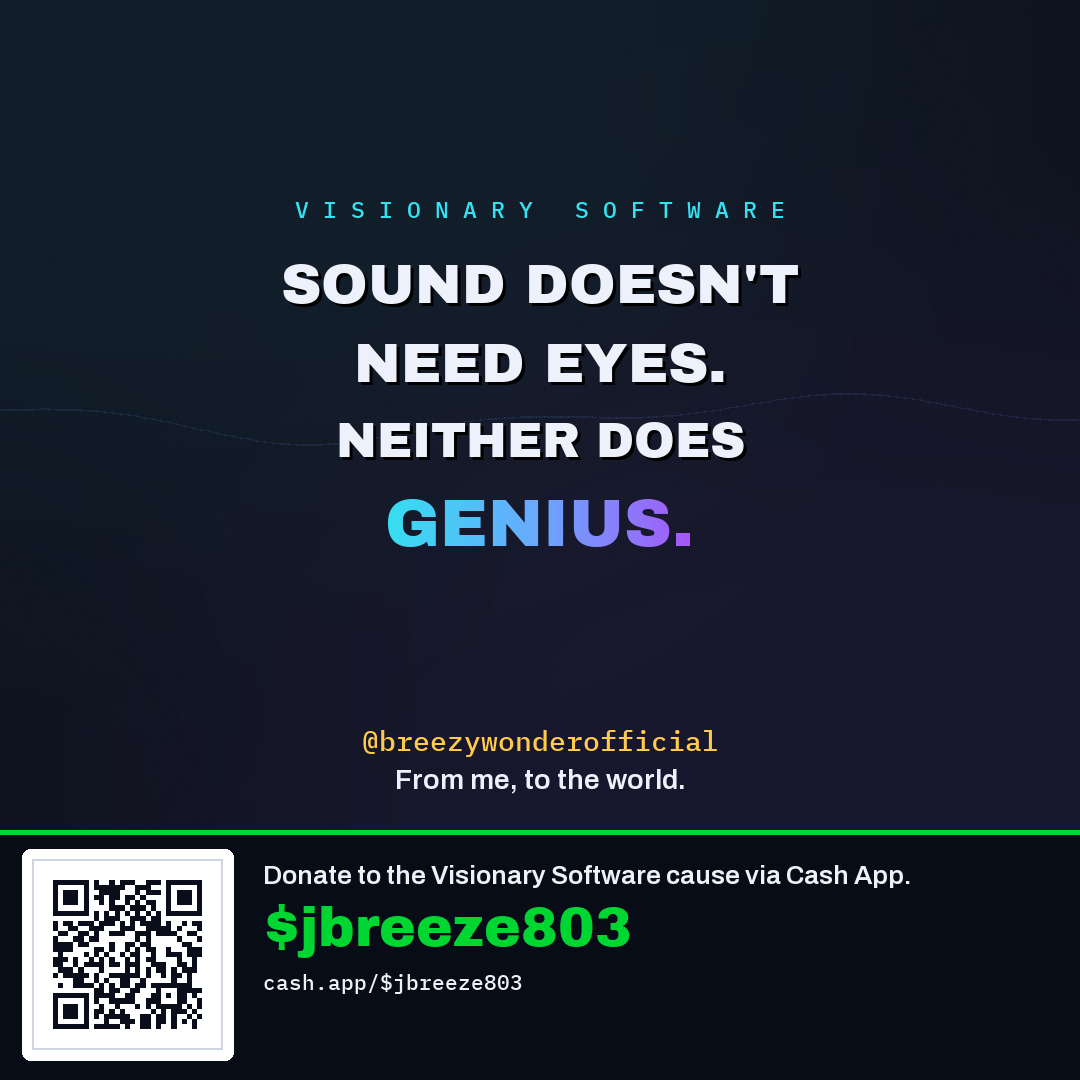 VISIONARY SOFTWARE
SOUND DOESN'T
NEED EYES.
NEITHER DOES
GENIUS.
@breezywonderofficial
From me, to the world.
Donate to the Visionary Software cause via Cash App.
$jbreeze803
cash.app/$jbreeze803